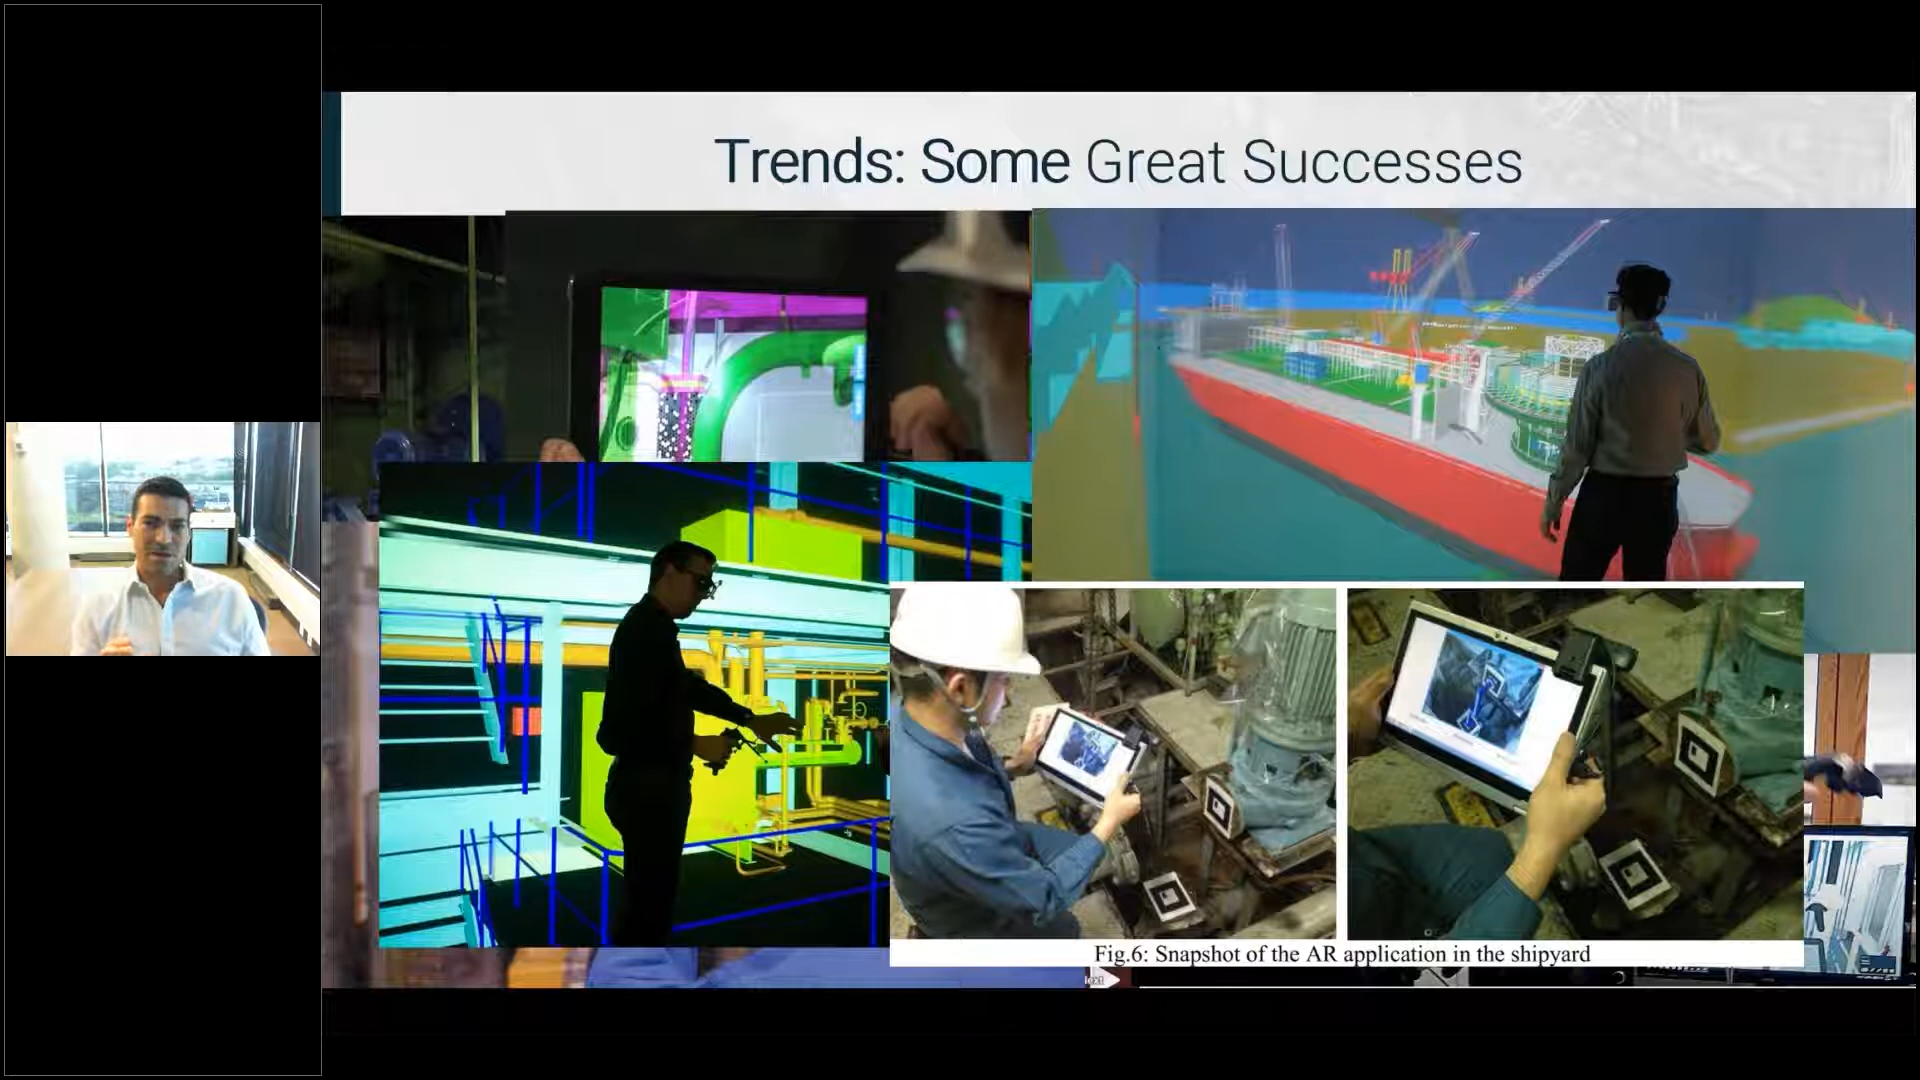 Trends: Some Great Successes
Fig.6: Snapshot of the AR application in the shipyard